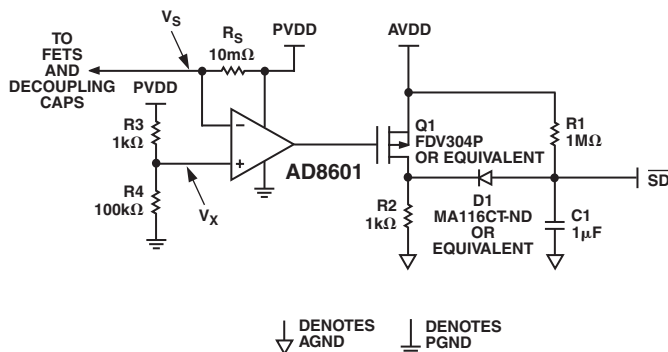 V_S
R_S
10mΩ
PVDD
AVDD
TO
FETS
AND
DECOUPLING
CAPS
PVDD
R3
1kΩ
R4
100kΩ
V_X
−
+
AD8601
Q1
FDV304P
OR EQUIVALENT
R1
1MΩ
R2
1kΩ
D1
MA116CT-ND
OR
EQUIVALENT
C1
1μF
S̅D̅
DENOTES
AGND
DENOTES
PGND